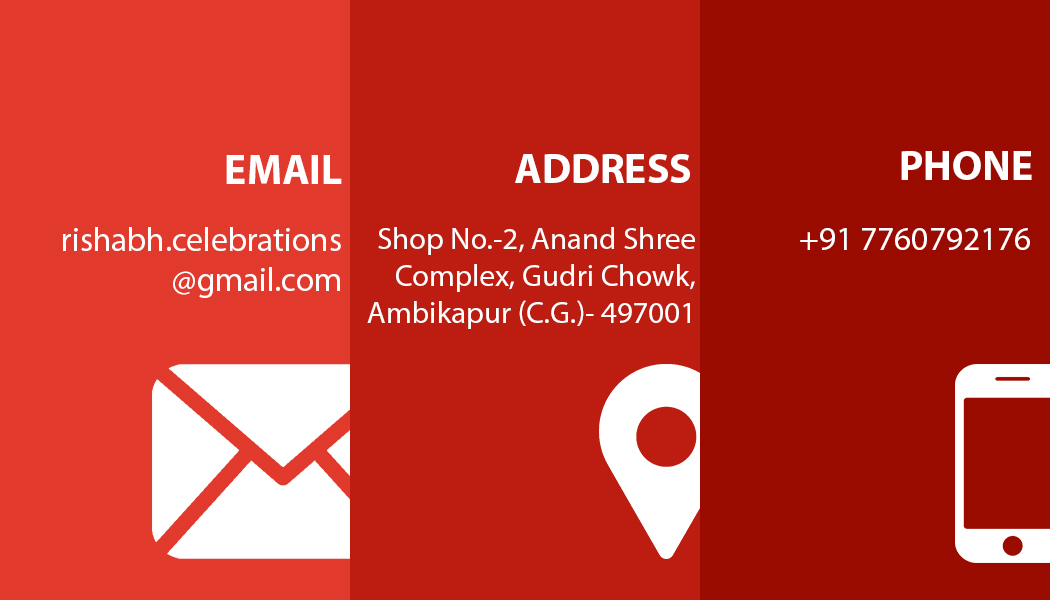 EMAIL
rishabh.celebrations
@gmail.com
ADDRESS
Shop No.-2, Anand Shree
Complex, Gudri Chowk,
Ambikapur (C.G.)- 497001
PHONE
+91 7760792176